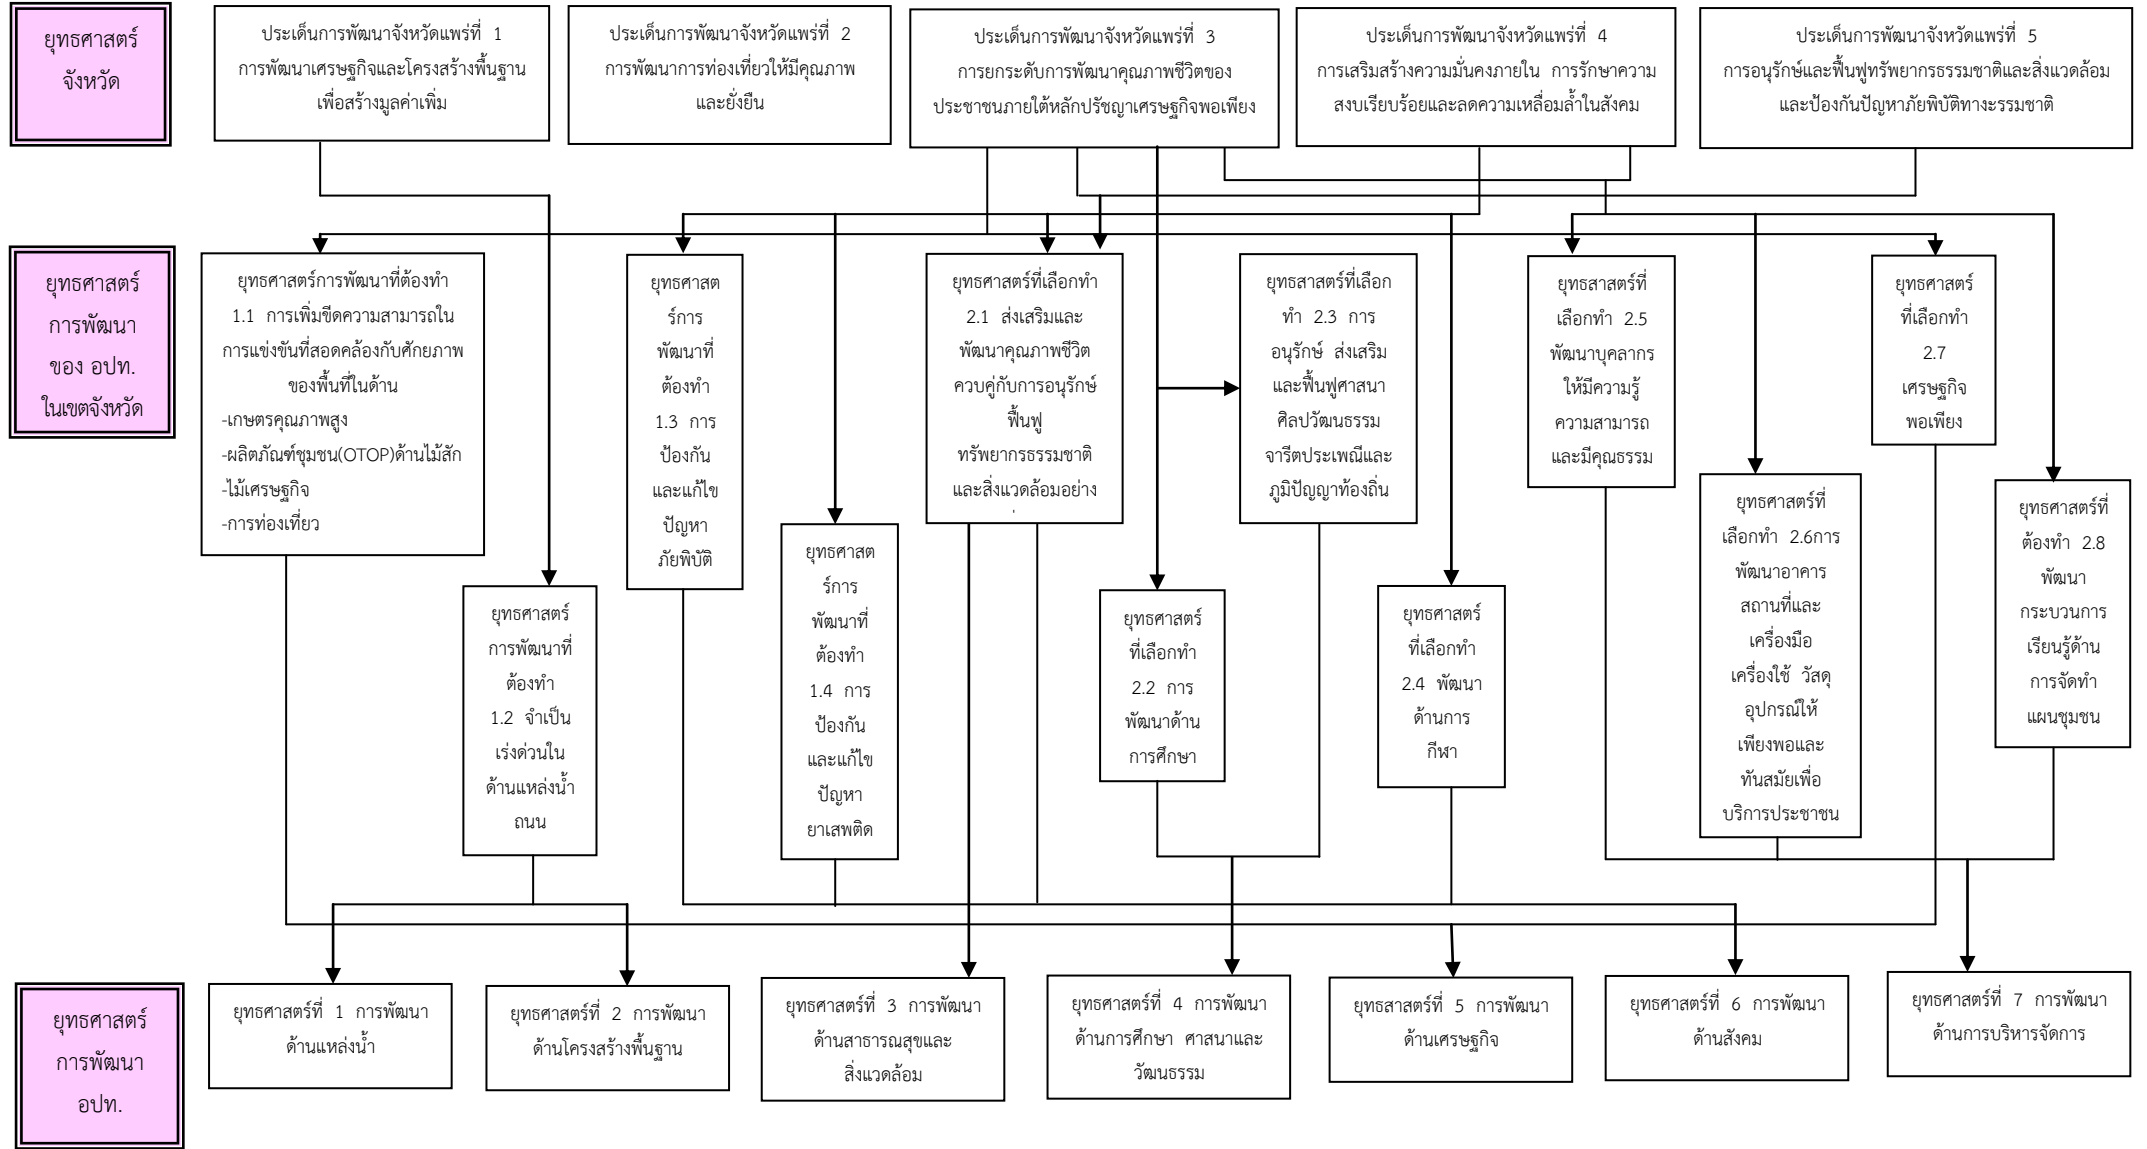 ยุทธศาสตร์
จังหวัด
ประเด็นการพัฒนาจังหวัดแพร่ที่ 1
การพัฒนาเศรษฐกิจและโครงสร้างพื้นฐาน
เพื่อสร้างมูลค่าเพิ่ม
ประเด็นการพัฒนาจังหวัดแพร่ที่ 2
การพัฒนาการท่องเที่ยวให้มีคุณภาพ
และยั่งยืน
ประเด็นการพัฒนาจังหวัดแพร่ที่ 3
การยกระดับการพัฒนาคุณภาพชีวิตของ
ประชาชนภายใต้หลักปรัชญาเศรษฐกิจพอเพียง
ประเด็นการพัฒนาจังหวัดแพร่ที่ 4
การเสริมสร้างความมั่นคงภายใน การรักษาความ
สงบเรียบร้อยและลดความเหลื่อมล้ำในสังคม
ประเด็นการพัฒนาจังหวัดแพร่ที่ 5
การอนุรักษ์และฟื้นฟูทรัพยากรธรรมชาติและสิ่งแวดล้อม
และป้องกันปัญหาภัยพิบัติทางะรรมชาติ
ยุทธศาสตร์
การพัฒนา
ของ อปท.
ในเขตจังหวัด
ยุทธศาสตร์การพัฒนาที่ต้องทำ
1.1 การเพิ่มขีดความสามารถใน
การแข่งขันที่สอดคล้องกับศักยภาพ
ของพื้นที่ในด้าน
-เกษตรคุณภาพสูง
-ผลิตภัณฑ์ชุมชน(OTOP)ด้านไม้สัก
-ไม้เศรษฐกิจ
-การท่องเที่ยว
ยุทธศาสตร์
การพัฒนาที่
ต้องทำ
1.2 จำเป็น
เร่งด่วนใน
ด้านแหล่งน้ำ
ถนน
ยุทธศาสต
ร์การ
พัฒนาที่
ต้องทำ
1.3 การ
ป้องกัน
และแก้ไข
ปัญหา
ภัยพิบัติ
ยุทธศาสต
ร์การ
พัฒนาที่
ต้องทำ
1.4 การ
ป้องกัน
และแก้ไข
ปัญหา
ยาเสพติด
ยุทธศาสตร์ที่เลือกทำ
2.1 ส่งเสริมและ
พัฒนาคุณภาพชีวิต
ควบคู่กับการอนุรักษ์
ฟื้นฟู
ทรัพยากรธรรมชาติ
และสิ่งแวดล้อมอย่าง
ยุทธศาสตร์
ที่เลือกทำ
2.2 การ
พัฒนาด้าน
การศึกษา
ยุทธสาสตร์ที่เลือก
ทำ 2.3 การ
อนุรักษ์ ส่งเสริม
และฟื้นฟูศาสนา
ศิลปวัฒนธรรม
จารีตประเพณีและ
ภูมิปัญญาท้องถิ่น
ยุทธศาสตร์
ที่เลือกทำ
2.4 พัฒนา
ด้านการ
กีฬา
ยุทธสาสตร์ที่
เลือกทำ 2.5
พัฒนาบุคลากร
ให้มีความรู้
ความสามารถ
และมีคุณธรรม
ยุทธศาสตร์ที่
เลือกทำ 2.6การ
พัฒนาอาคาร
สถานที่และ
เครื่องมือ
เครื่องใช้ วัสดุ
อุปกรณ์ให้
เพียงพอและ
ทันสมัยเพื่อ
บริการประชาชน
ยุทธศาสตร์
ที่เลือกทำ
2.7
เศรษฐกิจ
พอเพียง
ยุทธศาสตร์ที่
ต้องทำ 2.8
พัฒนา
กระบวนการ
เรียนรู้ด้าน
การจัดทำ
แผนชุมชน
ยุทธศาสตร์
การพัฒนา
อปท.
ยุทธศาสตร์ที่ 1 การพัฒนา
ด้านแหล่งน้ำ
ยุทธศาสตร์ที่ 2 การพัฒนา
ด้านโครงสร้างพื้นฐาน
ยุทธศาสตร์ที่ 3 การพัฒนา
ด้านสาธารณสุขและ
สิ่งแวดล้อม
ยุทธศาสตร์ที่ 4 การพัฒนา
ด้านการศึกษา ศาสนาและ
วัฒนธรรม
ยุทธสาสตร์ที่ 5 การพัฒนา
ด้านเศรษฐกิจ
ยุทธศาสตร์ที่ 6 การพัฒนา
ด้านสังคม
ยุทธศาสตร์ที่ 7 การพัฒนา
ด้านการบริหารจัดการ